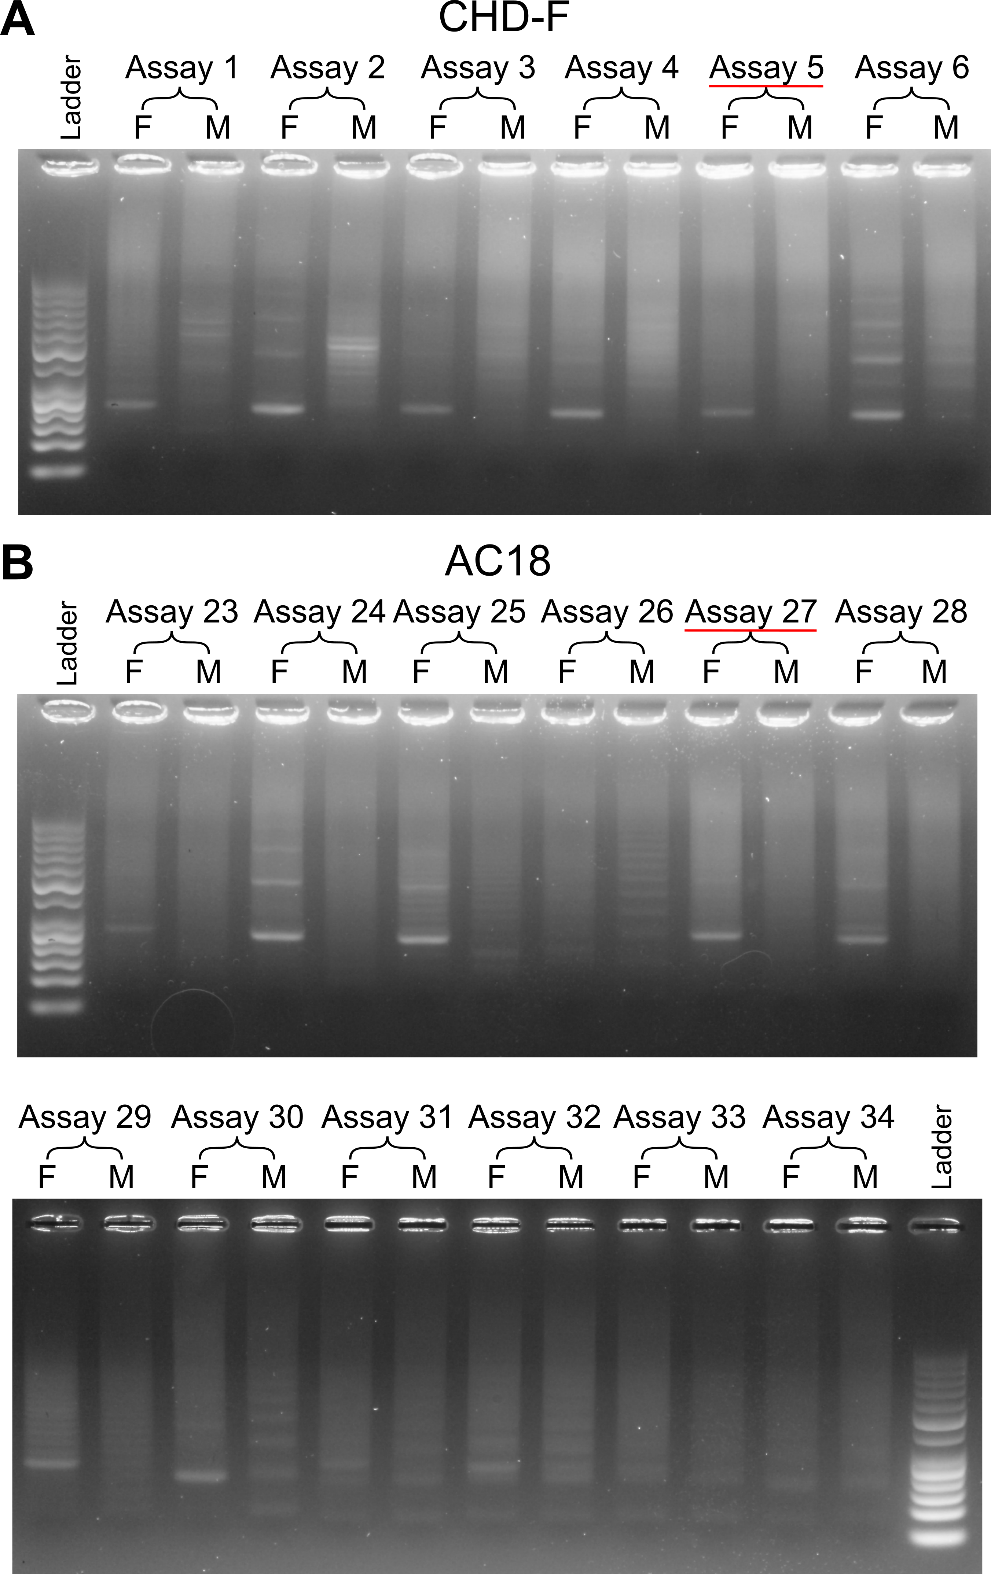 A
CHD-F
Ladder
Assay 1 Assay 2 Assay 3 Assay 4 Assay 5 Assay 6
F M F M F M F M F M F M
B
AC18
Ladder
Assay 23 Assay 24 Assay 25 Assay 26 Assay 27 Assay 28
F M F M F M F M F M F M
Assay 29 Assay 30 Assay 31 Assay 32 Assay 33 Assay 34
Ladder
F M F M F M F M F M F M